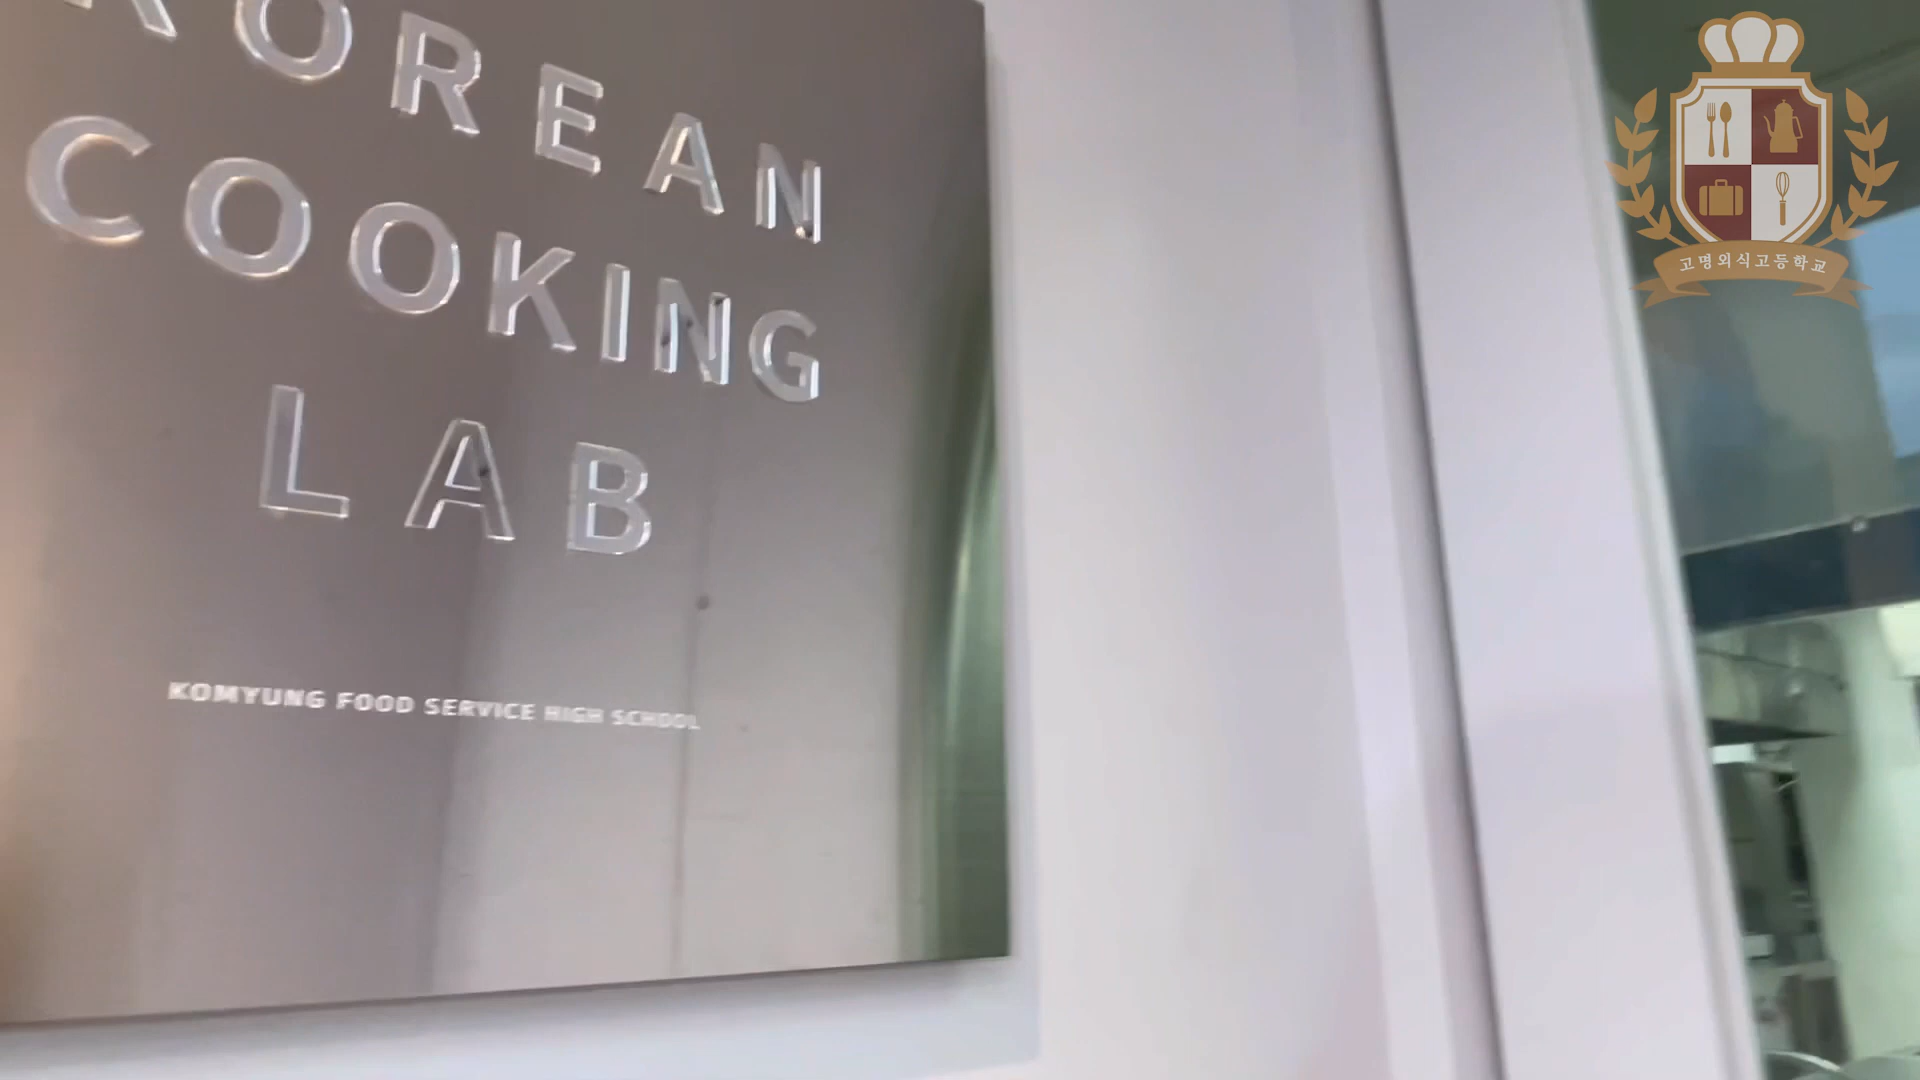 KOREAN
COOKING
LAB
KOMYUNG FOOD SERVICE HIGH SCHOOL
고명외식고등학교